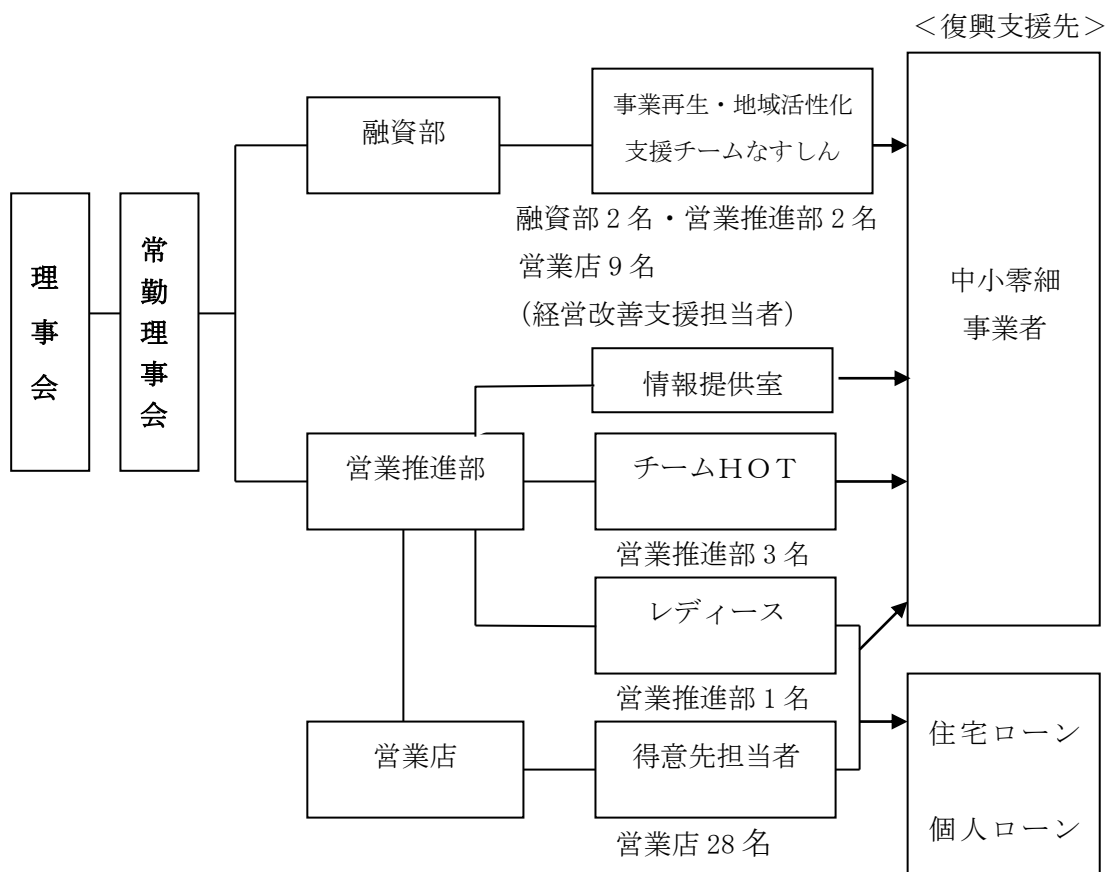 ＜復興支援先＞
理事会
常勤理事会
融資部
事業再生・地域活性化
支援チームなすしん
融資部2名・営業推進部2名
営業店9名
(経営改善支援担当者)
中小零細
事業者
情報提供室
営業推進部
チームＨＯＴ
営業推進部3名
レディース
営業推進部1名
営業店
得意先担当者
営業店28名
住宅ローン
個人ローン